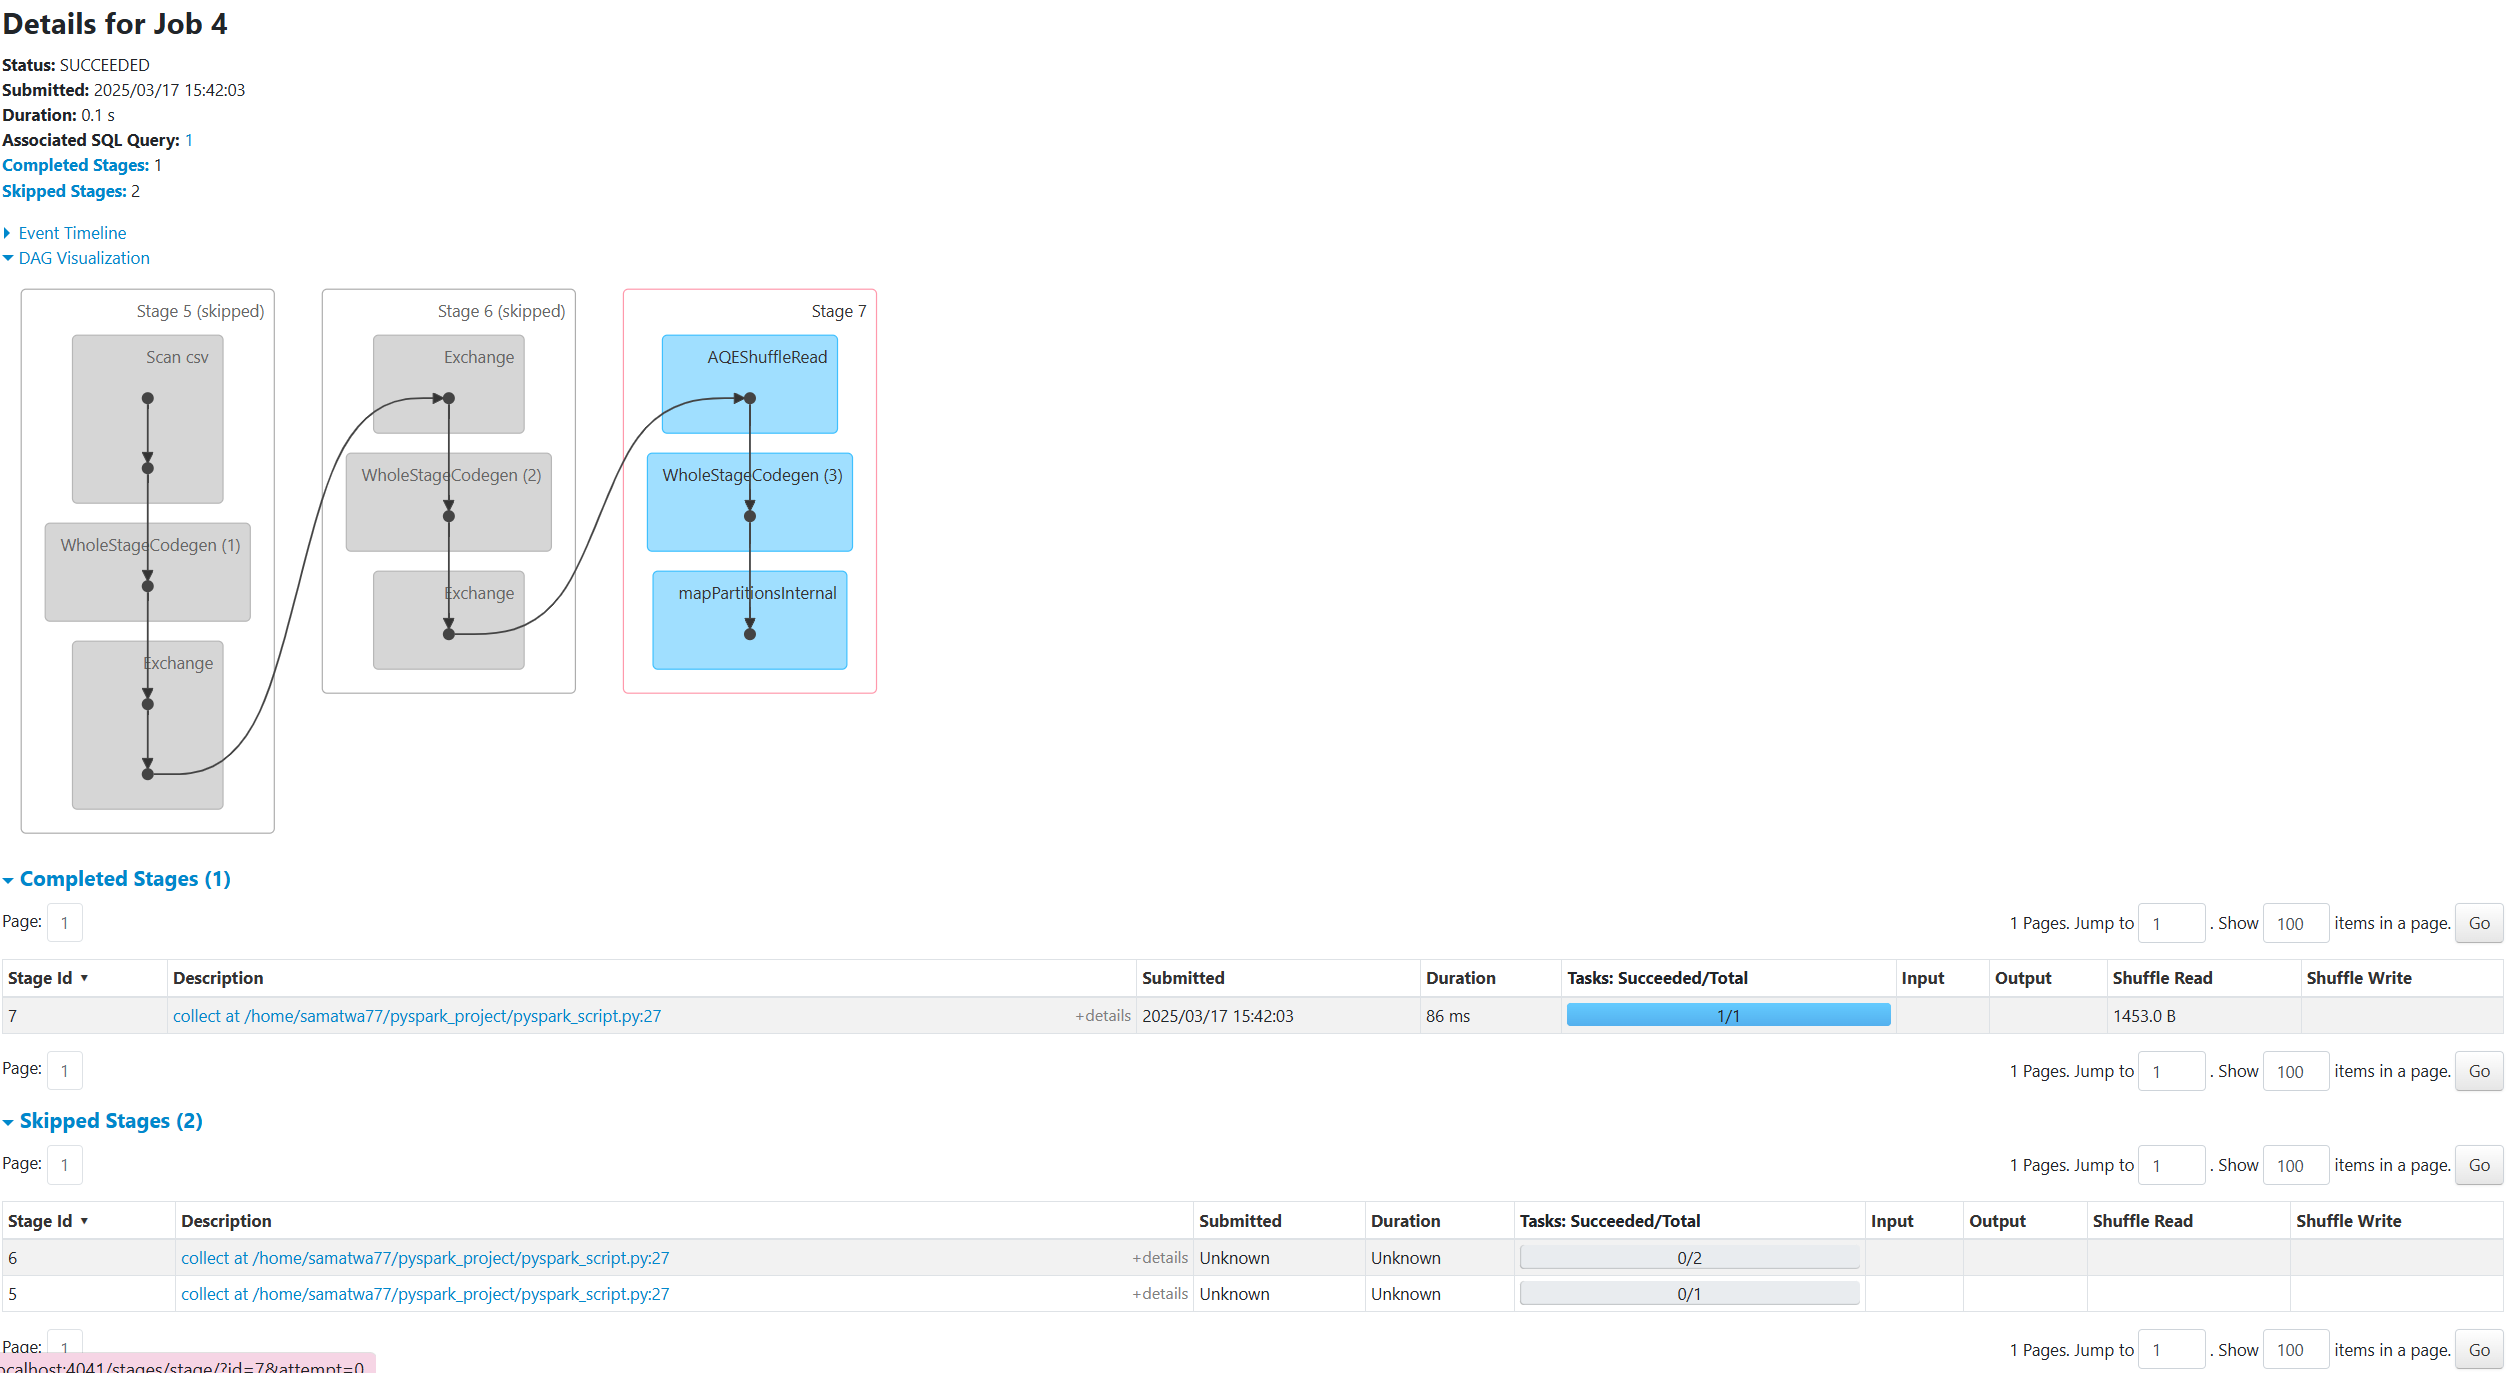 Details for Job 4
Status: SUCCEEDED
Submitted: 2025/03/17 15:42:03
Duration: 0.1 s
Associated SQL Query: 1
Completed Stages: 1
Skipped Stages: 2
Event Timeline
DAG Visualization
Stage 5 (skipped)
Scan csv
WholeStageCodegen (1)
Exchange
Stage 6 (skipped)
Exchange
WholeStageCodegen (2)
Exchange
Stage 7
AQEShuffleRead
WholeStageCodegen (3)
mapPartitionsInternal
Completed Stages (1)
Page: 1 1 Pages. Jump to 1 . Show 100 items in a page. Go
Stage Id ▾ Description Submitted Duration Tasks: Succeeded/Total Input Output Shuffle Read Shuffle Write
7 collect at /home/samatwa77/pyspark_project/pyspark_script.py:27 +details 2025/03/17 15:42:03 86 ms 1/1 1453.0 B
Page: 1 1 Pages. Jump to 1 . Show 100 items in a page. Go
Skipped Stages (2)
Page: 1 1 Pages. Jump to 1 . Show 100 items in a page. Go
Stage Id ▾ Description Submitted Duration Tasks: Succeeded/Total Input Output Shuffle Read Shuffle Write
6 collect at /home/samatwa77/pyspark_project/pyspark_script.py:27 +details Unknown Unknown 0/2
5 collect at /home/samatwa77/pyspark_project/pyspark_script.py:27 +details Unknown Unknown 0/1
Page: 1 1 Pages. Jump to 1 . Show 100 items in a page. Go
ocalhost:4041/stages/stage/?id=7&attempt=0